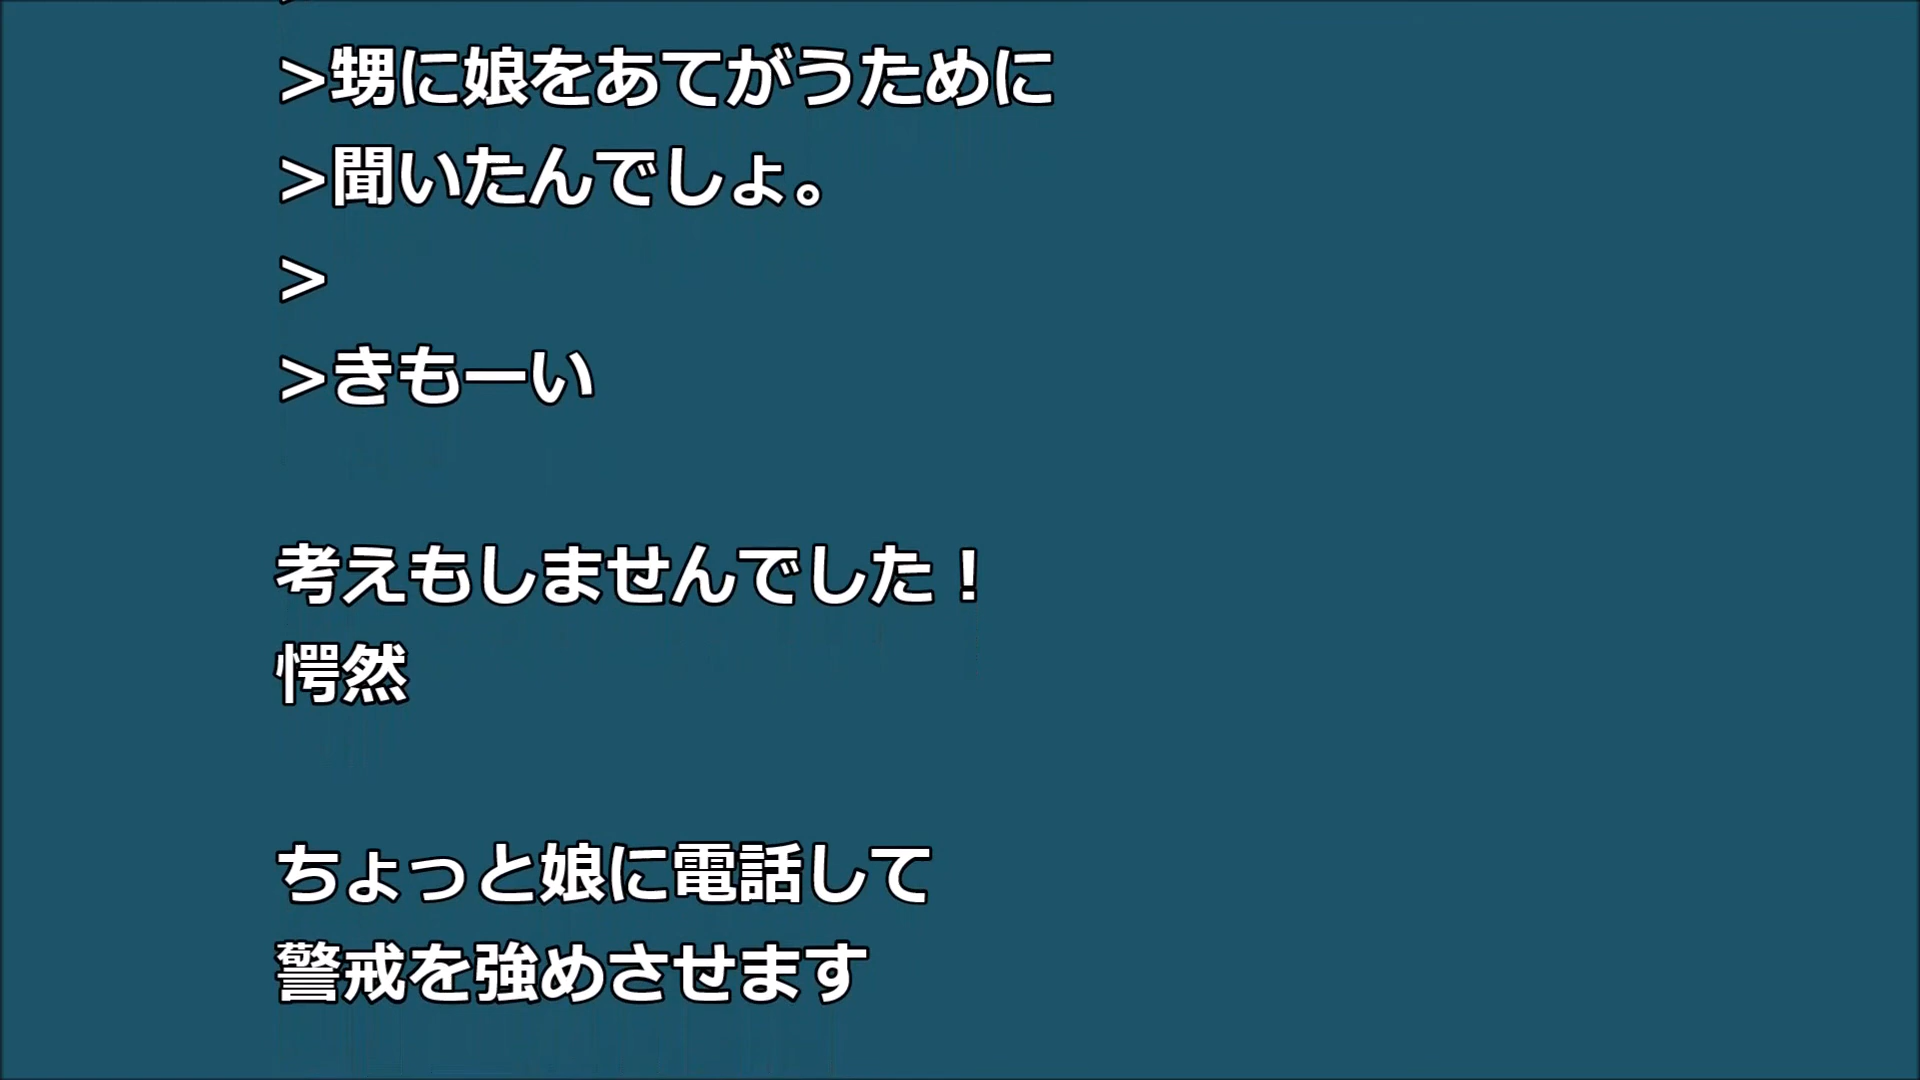 >甥に娘をあてがうために
>聞いたんでしょ。
>
>きもーい
考えもしませんでした！
愕然
ちょっと娘に電話して
警戒を強めさせます